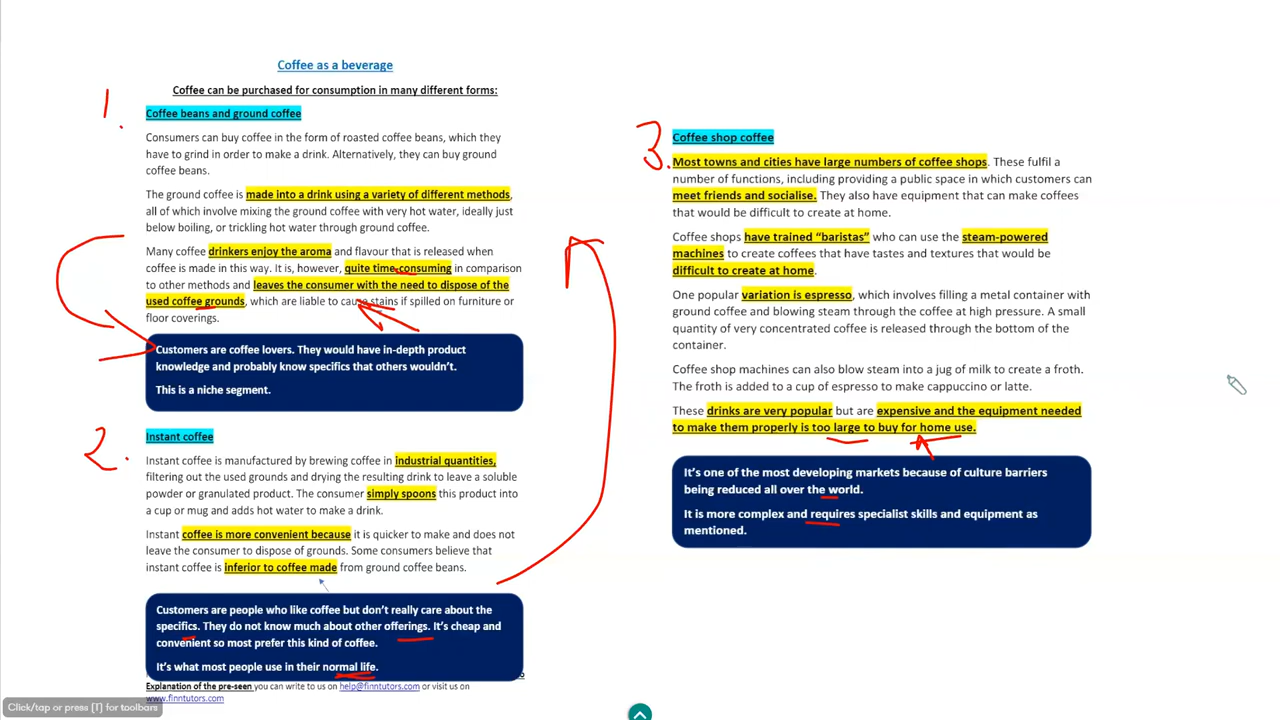 Coffee as a beverage
Coffee can be purchased for consumption in many different forms:
1.
Coffee beans and ground coffee
Consumers can buy coffee in the form of roasted coffee beans, which they
have to grind in order to make a drink. Alternatively, they can buy ground
coffee beans.
The ground coffee is made into a drink using a variety of different methods,
all of which involve mixing the ground coffee with very hot water, ideally just
below boiling, or trickling hot water through ground coffee.
Many coffee drinkers enjoy the aroma and flavour that is released when
coffee is made in this way. It is, however, quite time-consuming in comparison
to other methods and leaves the consumer with the need to dispose of the
used coffee grounds, which are liable to cause stains if spilled on furniture or
floor coverings.
Customers are coffee lovers. They would have in-depth product
knowledge and probably know specifics that others wouldn't.
This is a niche segment.
2.
Instant coffee
Instant coffee is manufactured by brewing coffee in industrial quantities,
filtering out the used grounds and drying the resulting drink to leave a soluble
powder or granulated product. The consumer simply spoons this product into
a cup or mug and adds hot water to make a drink.
Instant coffee is more convenient because it is quicker to make and does not
leave the consumer to dispose of grounds. Some consumers believe that
instant coffee is inferior to coffee made from ground coffee beans.
Customers are people who like coffee but don't really care about the
specifics. They do not know much about other offerings. It's cheap and
convenient so most prefer this kind of coffee.
It's what most people use in their normal life.
Explanation of the pre-seen you can write to us on help@finntutors.com or visit us on
www.finntutors.com
3.
Coffee shop coffee
Most towns and cities have large numbers of coffee shops. These fulfil a
number of functions, including providing a public space in which customers can
meet friends and socialise. They also have equipment that can make coffees
that would be difficult to create at home.
Coffee shops have trained "baristas" who can use the steam-powered
machines to create coffees that have tastes and textures that would be
difficult to create at home.
One popular variation is espresso, which involves filling a metal container with
ground coffee and blowing steam through the coffee at high pressure. A small
quantity of very concentrated coffee is released through the bottom of the
container.
Coffee shop machines can also blow steam into a jug of milk to create a froth.
The froth is added to a cup of espresso to make cappuccino or latte.
These drinks are very popular but are expensive and the equipment needed
to make them properly is too large to buy for home use.
It's one of the most developing markets because of culture barriers
being reduced all over the world.
It is more complex and requires specialist skills and equipment as
mentioned.
Click/tap or press [T] for toolbars